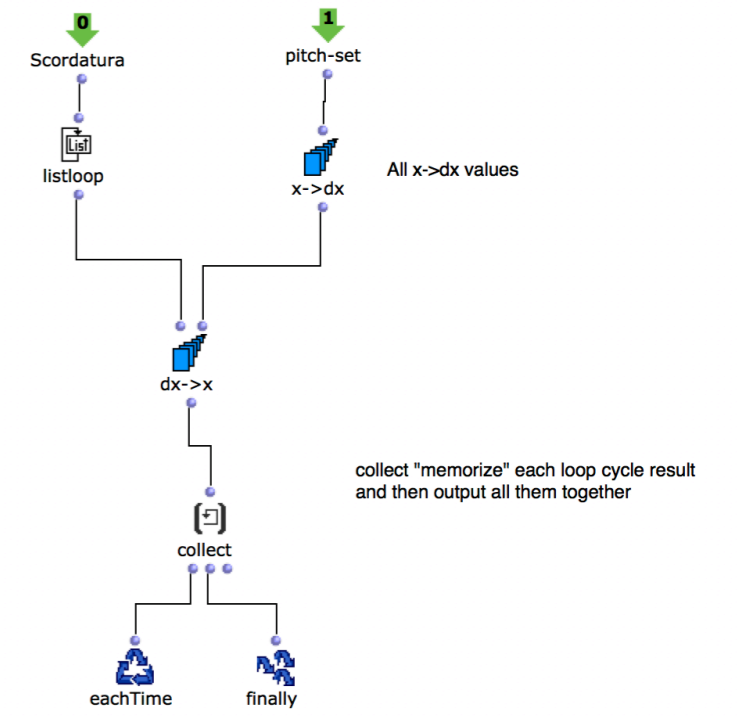 0
1
Scordatura
pitch-set
List
listloop
x->dx
All x->dx values
dx->x
collect "memorize" each loop cycle result
and then output all them together
collect
eachTime
finally